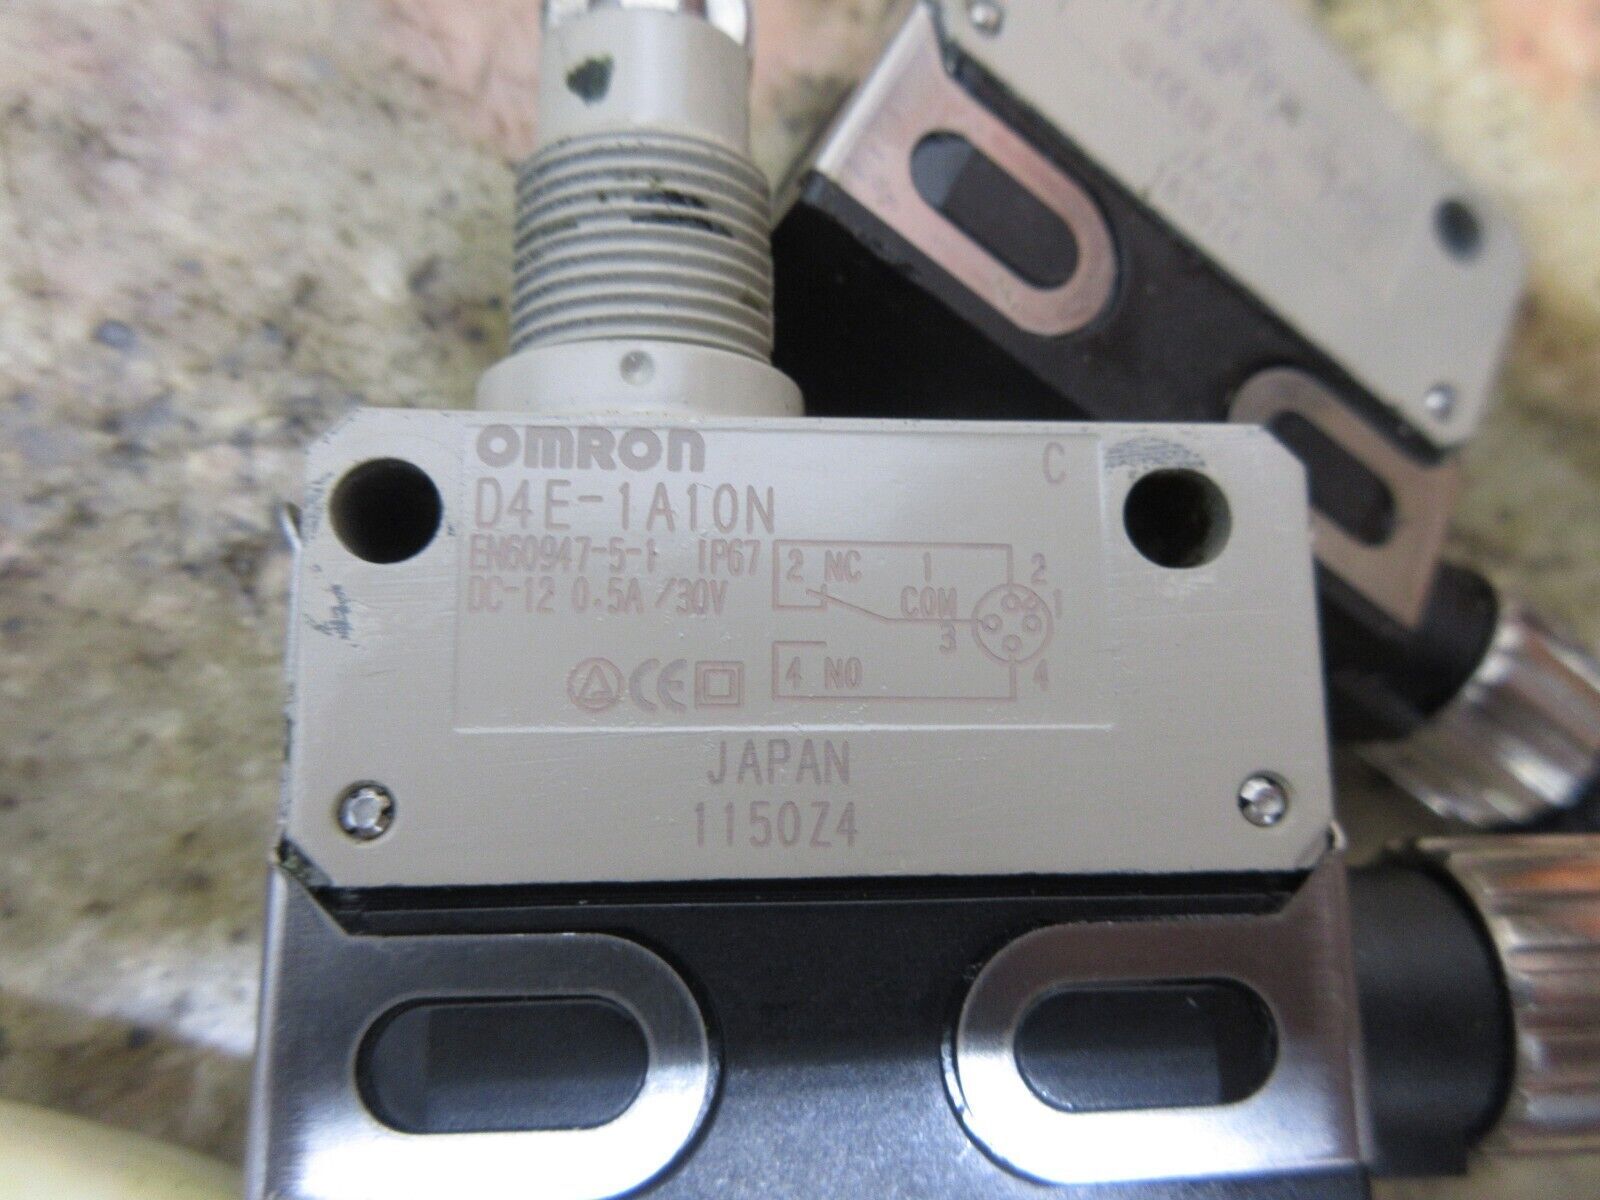 OMRON
C
D4E-1A10N
EN60947-5-1 IP67
DC-12 0.5A/30V
2 NC 1 2
COM 1
3
4 NO 4
CE
JAPAN
1150Z4